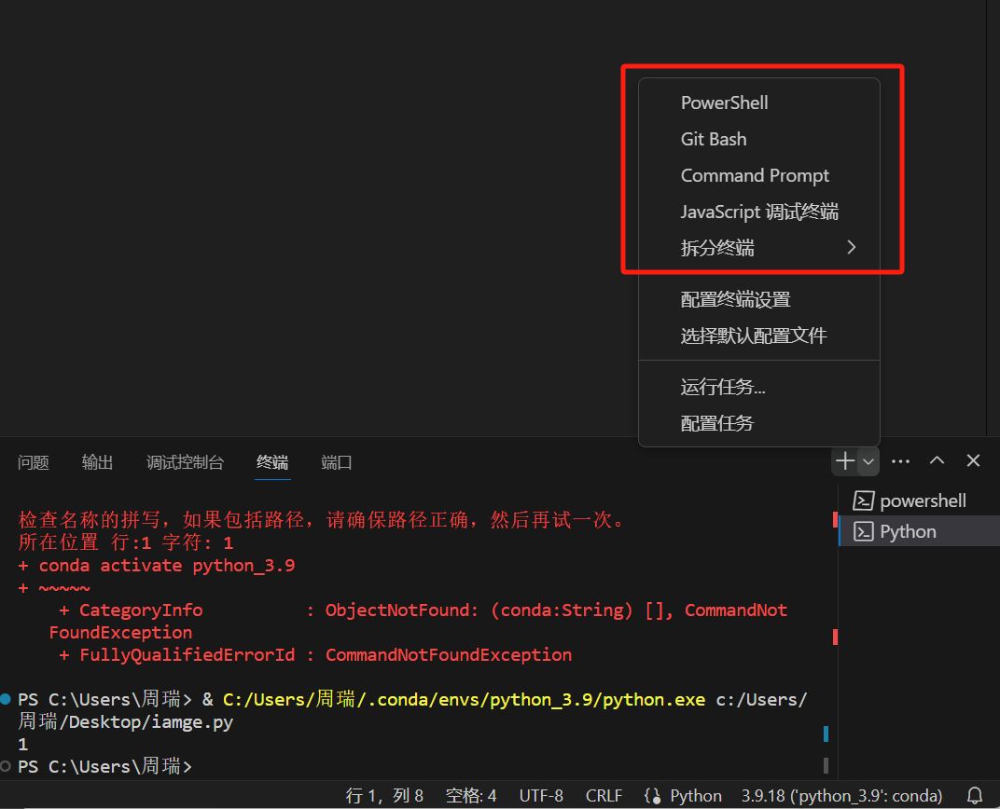 PowerShell
Git Bash
Command Prompt
JavaScript 调试终端
拆分终端
配置终端设置
选择默认配置文件
运行任务...
配置任务
问题 输出 调试控制台 终端 端口
powershell
Python
检查名称的拼写，如果包括路径，请确保路径正确，然后再试一次。
所在位置 行:1 字符: 1
+ conda activate python_3.9
+ ~~~~~
+ CategoryInfo : ObjectNotFound: (conda:String) [], CommandNot
FoundException
+ FullyQualifiedErrorId : CommandNotFoundException
PS C:\Users\周瑞> & C:/Users/周瑞/.conda/envs/python_3.9/python.exe c:/Users/
周瑞/Desktop/iamge.py
1
PS C:\Users\周瑞>
行 1，列 8 空格: 4 UTF-8 CRLF Python 3.9.18 ('python_3.9': conda)